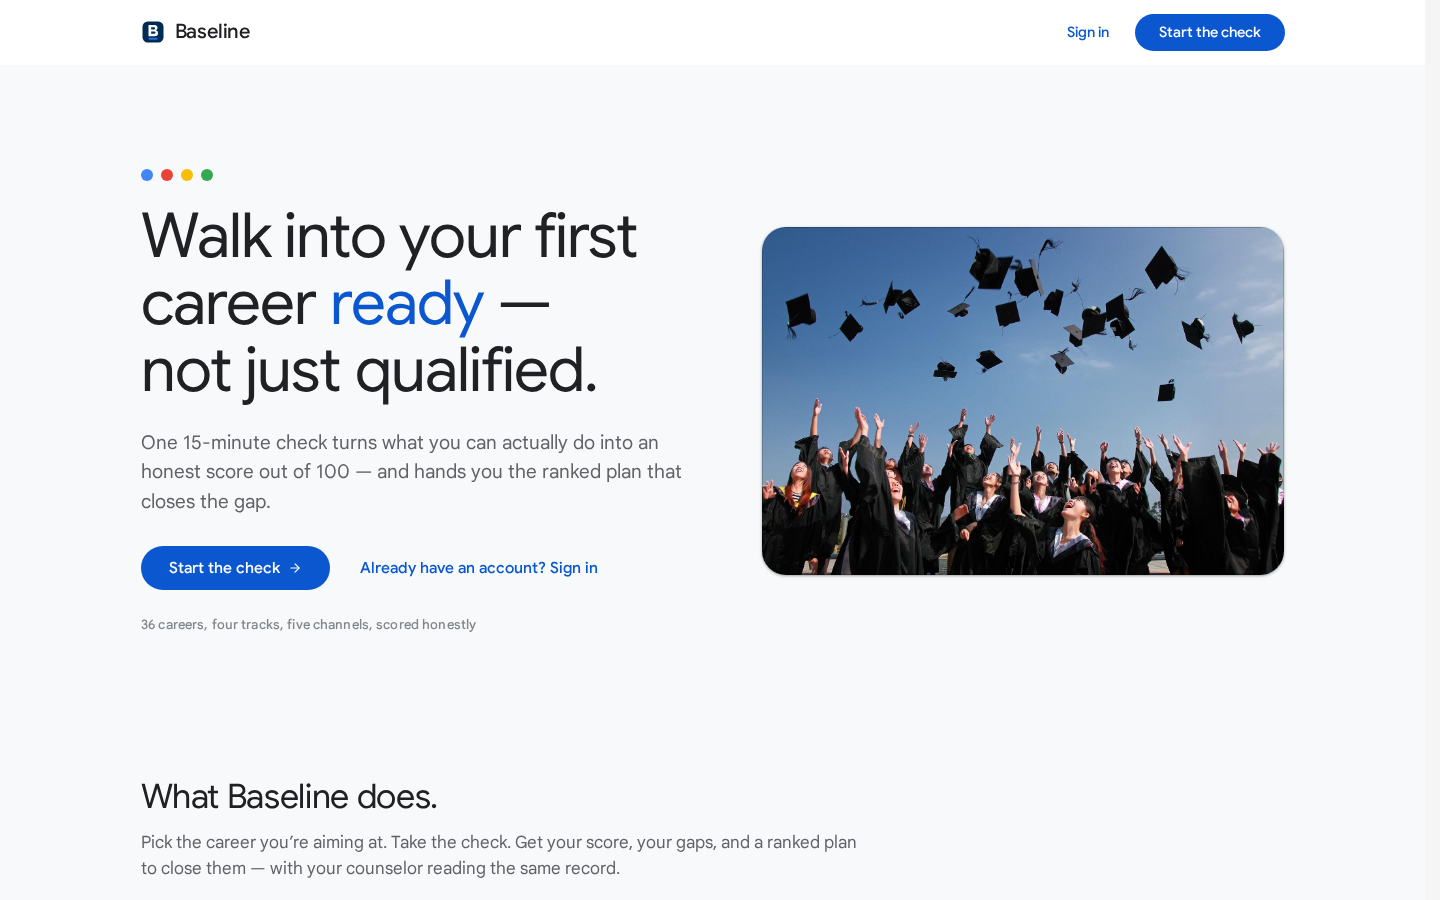 B Baseline
Sign in
Start the check
Walk into your first
career ready —
not just qualified.
One 15-minute check turns what you can actually do into an
honest score out of 100 — and hands you the ranked plan that
closes the gap.
Start the check →
Already have an account? Sign in
36 careers, four tracks, five channels, scored honestly
What Baseline does.
Pick the career you’re aiming at. Take the check. Get your score, your gaps, and a ranked plan
to close them — with your counselor reading the same record.